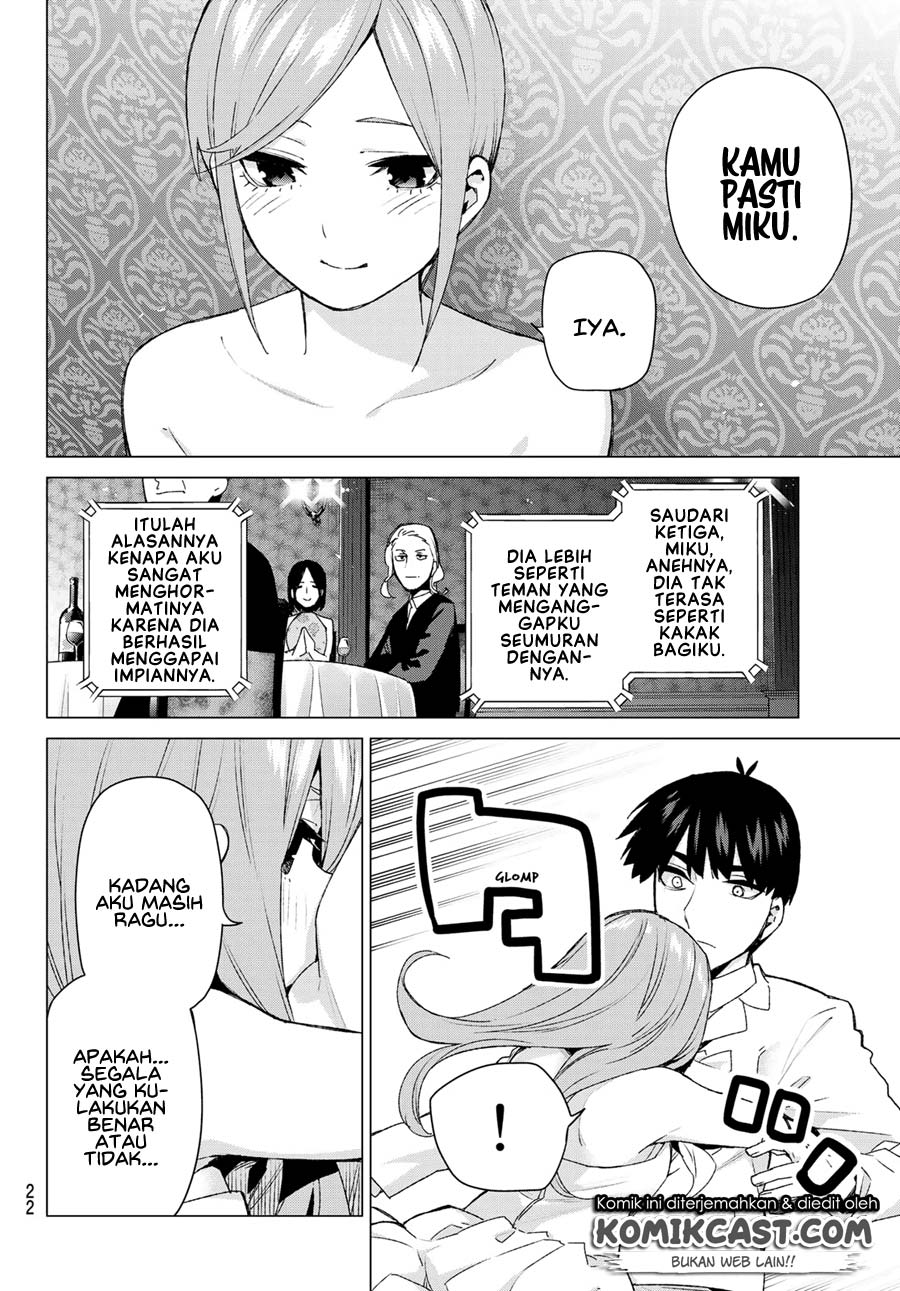 KAMU
PASTI
MIKU.
IYA.
SAUDARI
KETIGA,
MIKU,
ANEHNYA,
DIA TAK
TERASA
SEPERTI
KAKAK
BAGIKU.
DIA LEBIH
SEPERTI
TEMAN YANG
MENGANG-
GAPKU
SEUMURAN
DENGAN-
NYA.
ITULAH
ALASANNYA
KENAPA AKU
SANGAT
MENGHOR-
MATINYA
KARENA DIA
BERHASIL
MENGGAPAI
IMPIANNYA.
GLOMP
!
KADANG
AKU MASIH
RAGU...
APAKAH...
SEGALA
YANG KU-
LAKUKAN
BENAR
ATAU
TIDAK...
22
Komik ini diterjemahkan & diedit oleh
KOMIKCAST.COM
BUKAN WEB LAIN!!